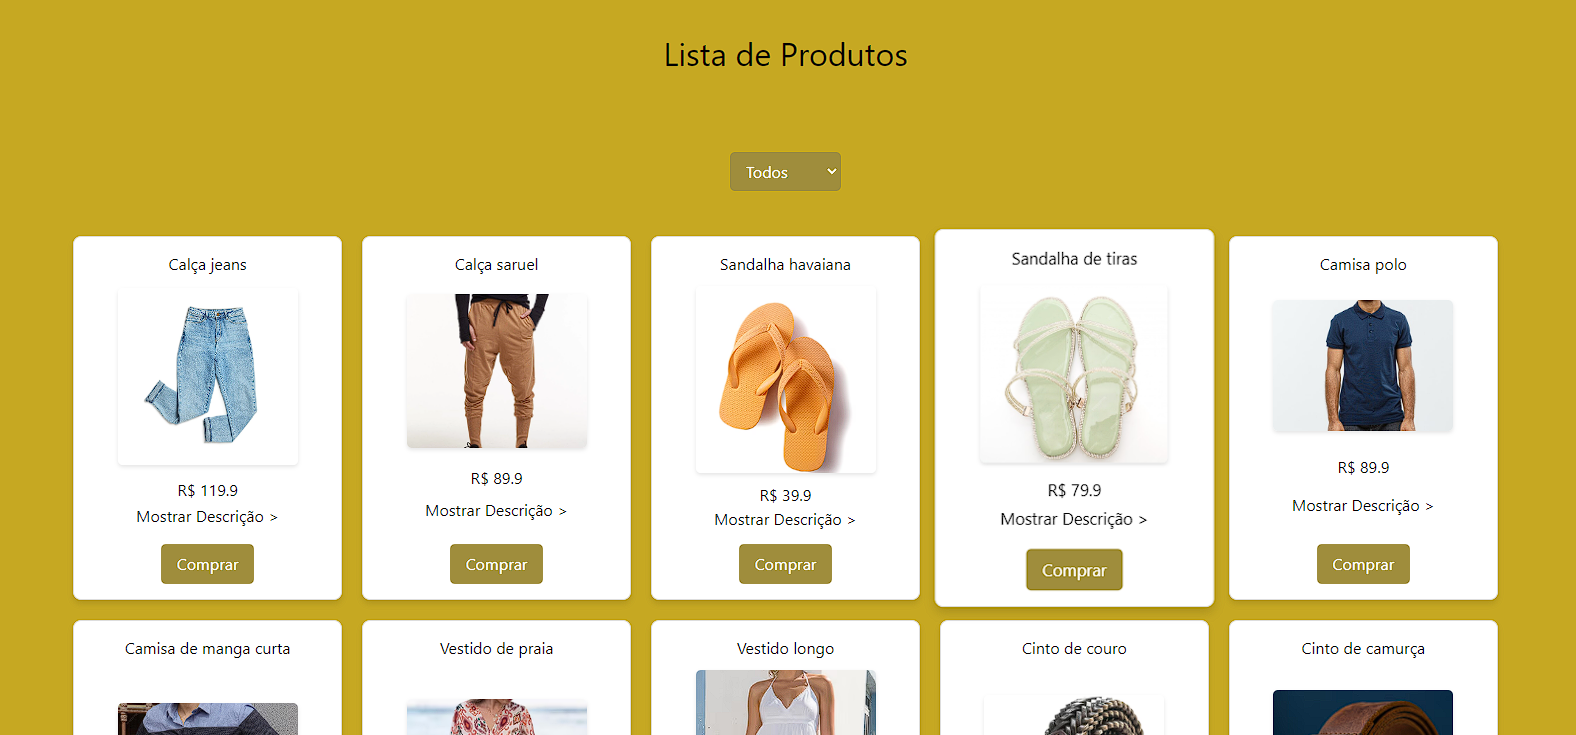 Lista de Produtos
Todos
Calça jeans
R$ 119.9
Mostrar Descrição >
Comprar
Calça saruel
R$ 89.9
Mostrar Descrição >
Comprar
Sandalha havaiana
R$ 39.9
Mostrar Descrição >
Comprar
Sandalha de tiras
R$ 79.9
Mostrar Descrição >
Comprar
Camisa polo
R$ 89.9
Mostrar Descrição >
Comprar
Camisa de manga curta
Vestido de praia
Vestido longo
Cinto de couro
Cinto de camurça